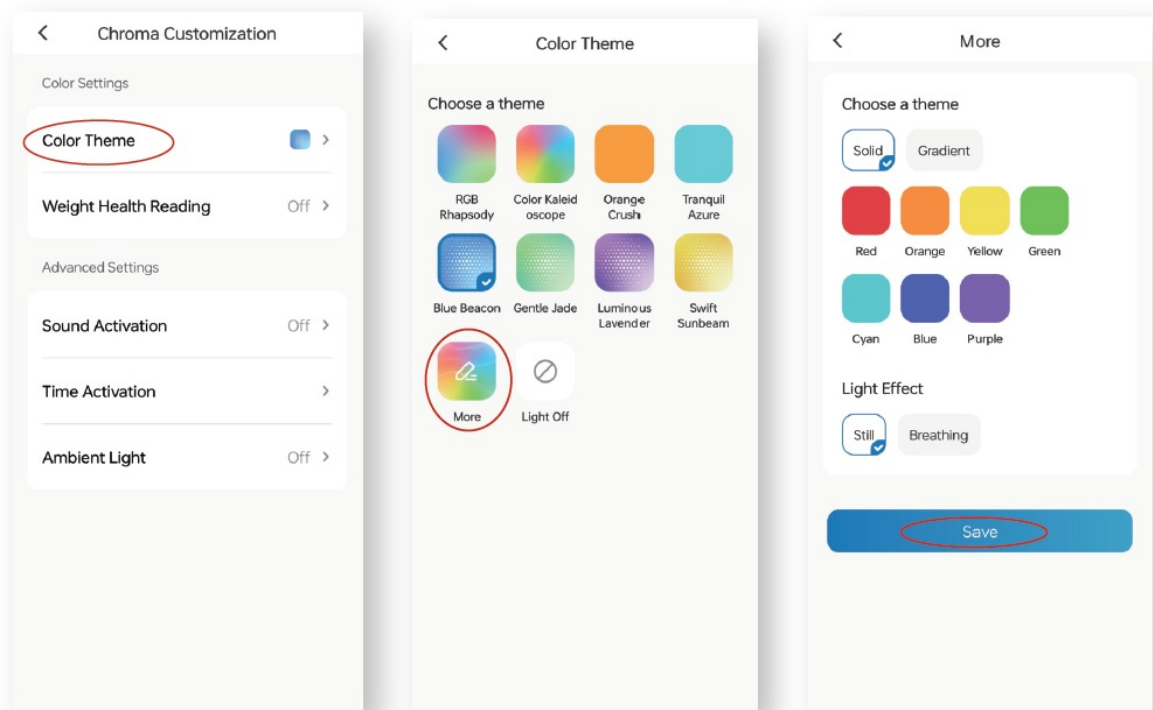 Chroma Customization
Color Settings
Color Theme
Weight Health Reading Off
Advanced Settings
Sound Activation Off
Time Activation
Ambient Light Off
Color Theme
Choose a theme
RGB Rhapsody
Color Kaleid oscope
Orange Crush
Tranquil Azure
Blue Beacon
Gentle Jade
Luminous Lavender
Swift Sunbeam
More
Light Off
More
Choose a theme
Solid Gradient
Red Orange Yellow Green
Cyan Blue Purple
Light Effect
Still Breathing
Save